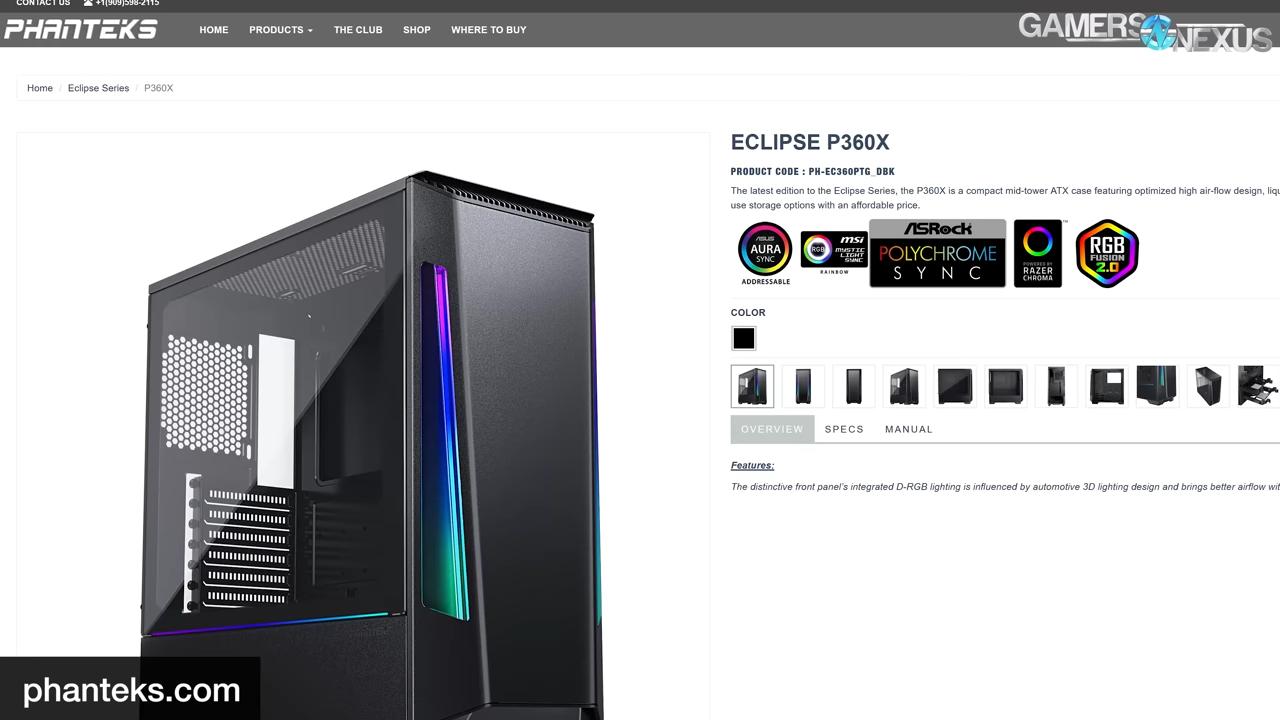 CONTACT US +1(909)598-2115
PHANTEKS HOME PRODUCTS THE CLUB SHOP WHERE TO BUY
GAMERS NEXUS
Home / Eclipse Series / P360X
ECLIPSE P360X
PRODUCT CODE : PH-EC360PTG_DBK
The latest edition to the Eclipse Series, the P360X is a compact mid-tower ATX case featuring optimized high air-flow design,
use storage options with an affordable price.
ASUS
AURA
SYNC
ADDRESSABLE
RGB
msi
MYSTIC
LIGHT
SYNC
RAINBOW
ASRock
POLYCHROME
SYNC
POWERED BY
RAZER
CHROMA
TM
RGB
FUSION
2.0
COLOR
OVERVIEW SPECS MANUAL
Features:
The distinctive front panel's integrated D-RGB lighting is influenced by automotive 3D lighting design and brings better airflow
phanteks.com